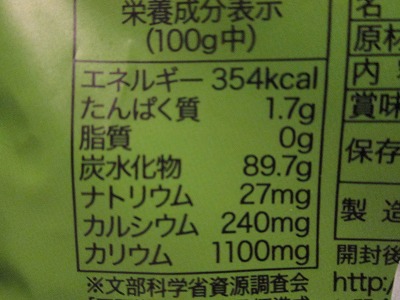 栄養成分表示
(100g中)
エネルギー 354kcal
たんぱく質 1.7g
脂質 0g
炭水化物 89.7g
ナトリウム 27mg
カルシウム 240mg
カリウム 1100mg
※文部科学省資源調査会
名
原材
内
賞味
保存
製造
開封後
http:/